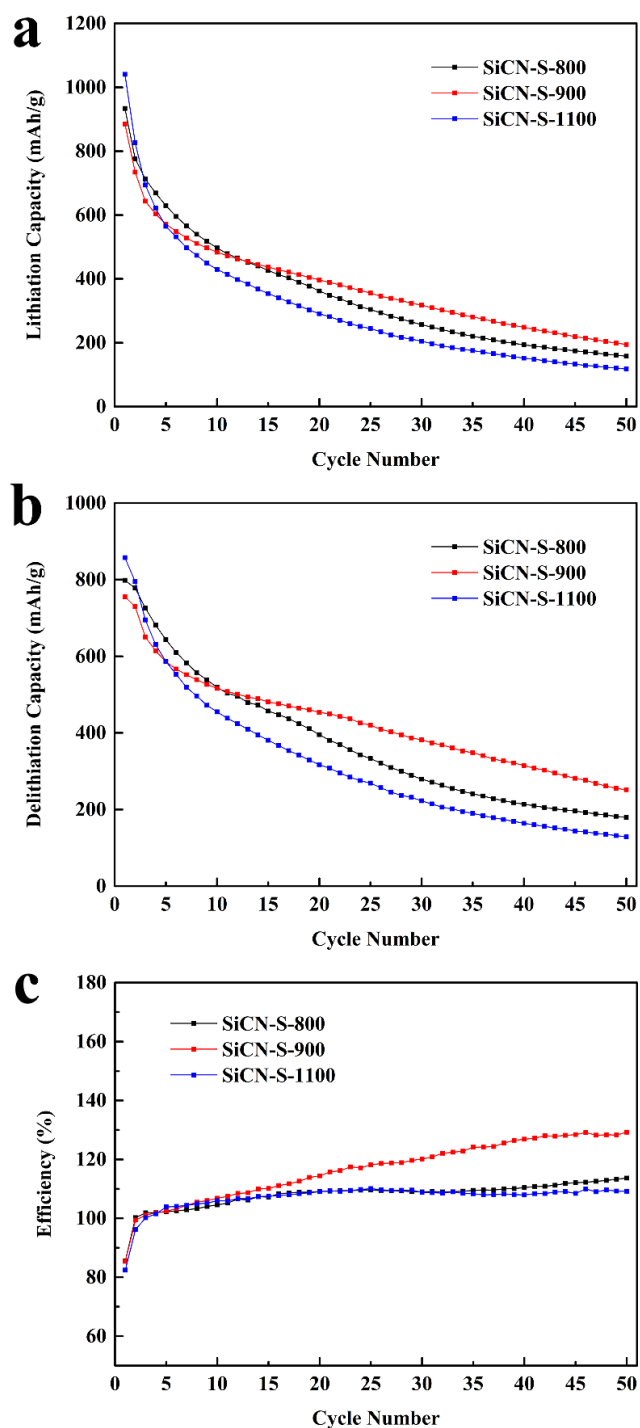 a
1200
1000
800
600
400
200
0
Lithiation Capacity (mAh/g)
SiCN-S-800
SiCN-S-900
SiCN-S-1100
0 5 10 15 20 25 30 35 40 45 50
Cycle Number
b
1000
800
600
400
200
0
Delithiation Capacity (mAh/g)
SiCN-S-800
SiCN-S-900
SiCN-S-1100
0 5 10 15 20 25 30 35 40 45 50
Cycle Number
c
180
160
140
120
100
80
60
Efficiency (%)
SiCN-S-800
SiCN-S-900
SiCN-S-1100
0 5 10 15 20 25 30 35 40 45 50
Cycle Number